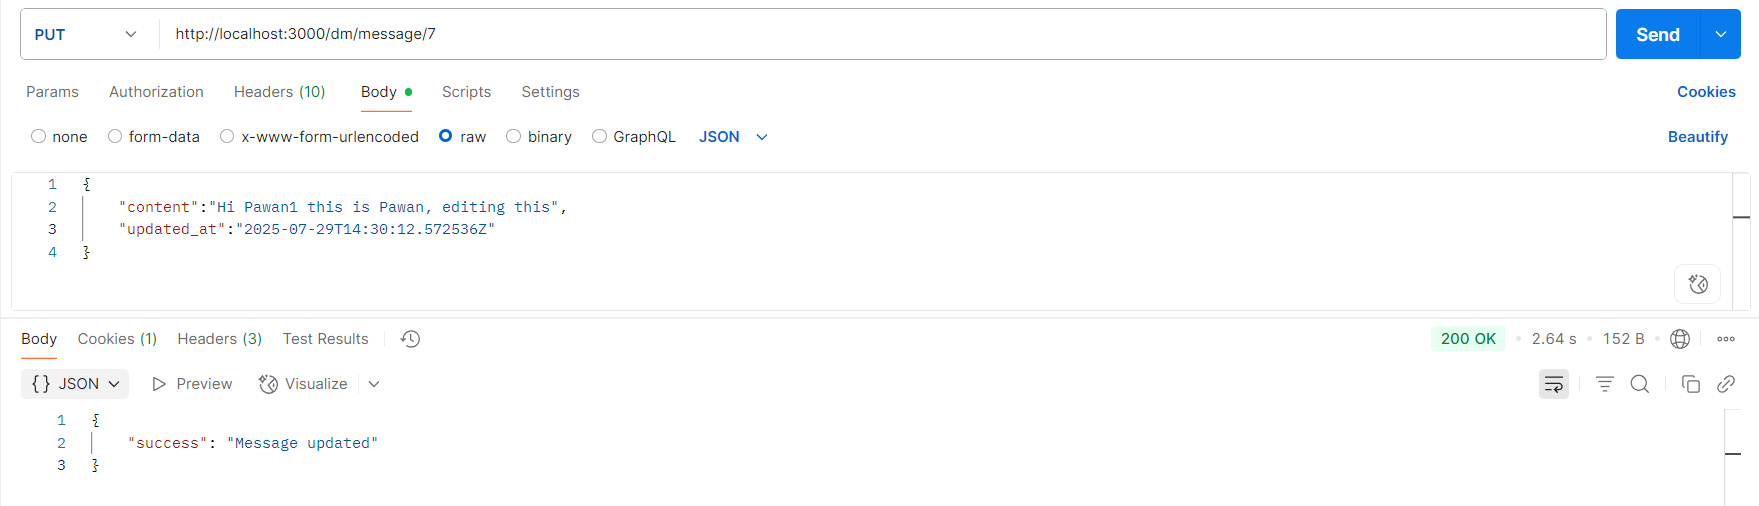 PUT http://localhost:3000/dm/message/7 Send
Params Authorization Headers (10) Body Scripts Settings Cookies
none form-data x-www-form-urlencoded raw binary GraphQL JSON Beautify
1 {
2 "content":"Hi Pawan1 this is Pawan, editing this",
3 "updated_at":"2025-07-29T14:30:12.572536Z"
4 }
Body Cookies (1) Headers (3) Test Results 200 OK • 2.64 s • 152 B •
{} JSON Preview Visualize
1 {
2 "success": "Message updated"
3 }